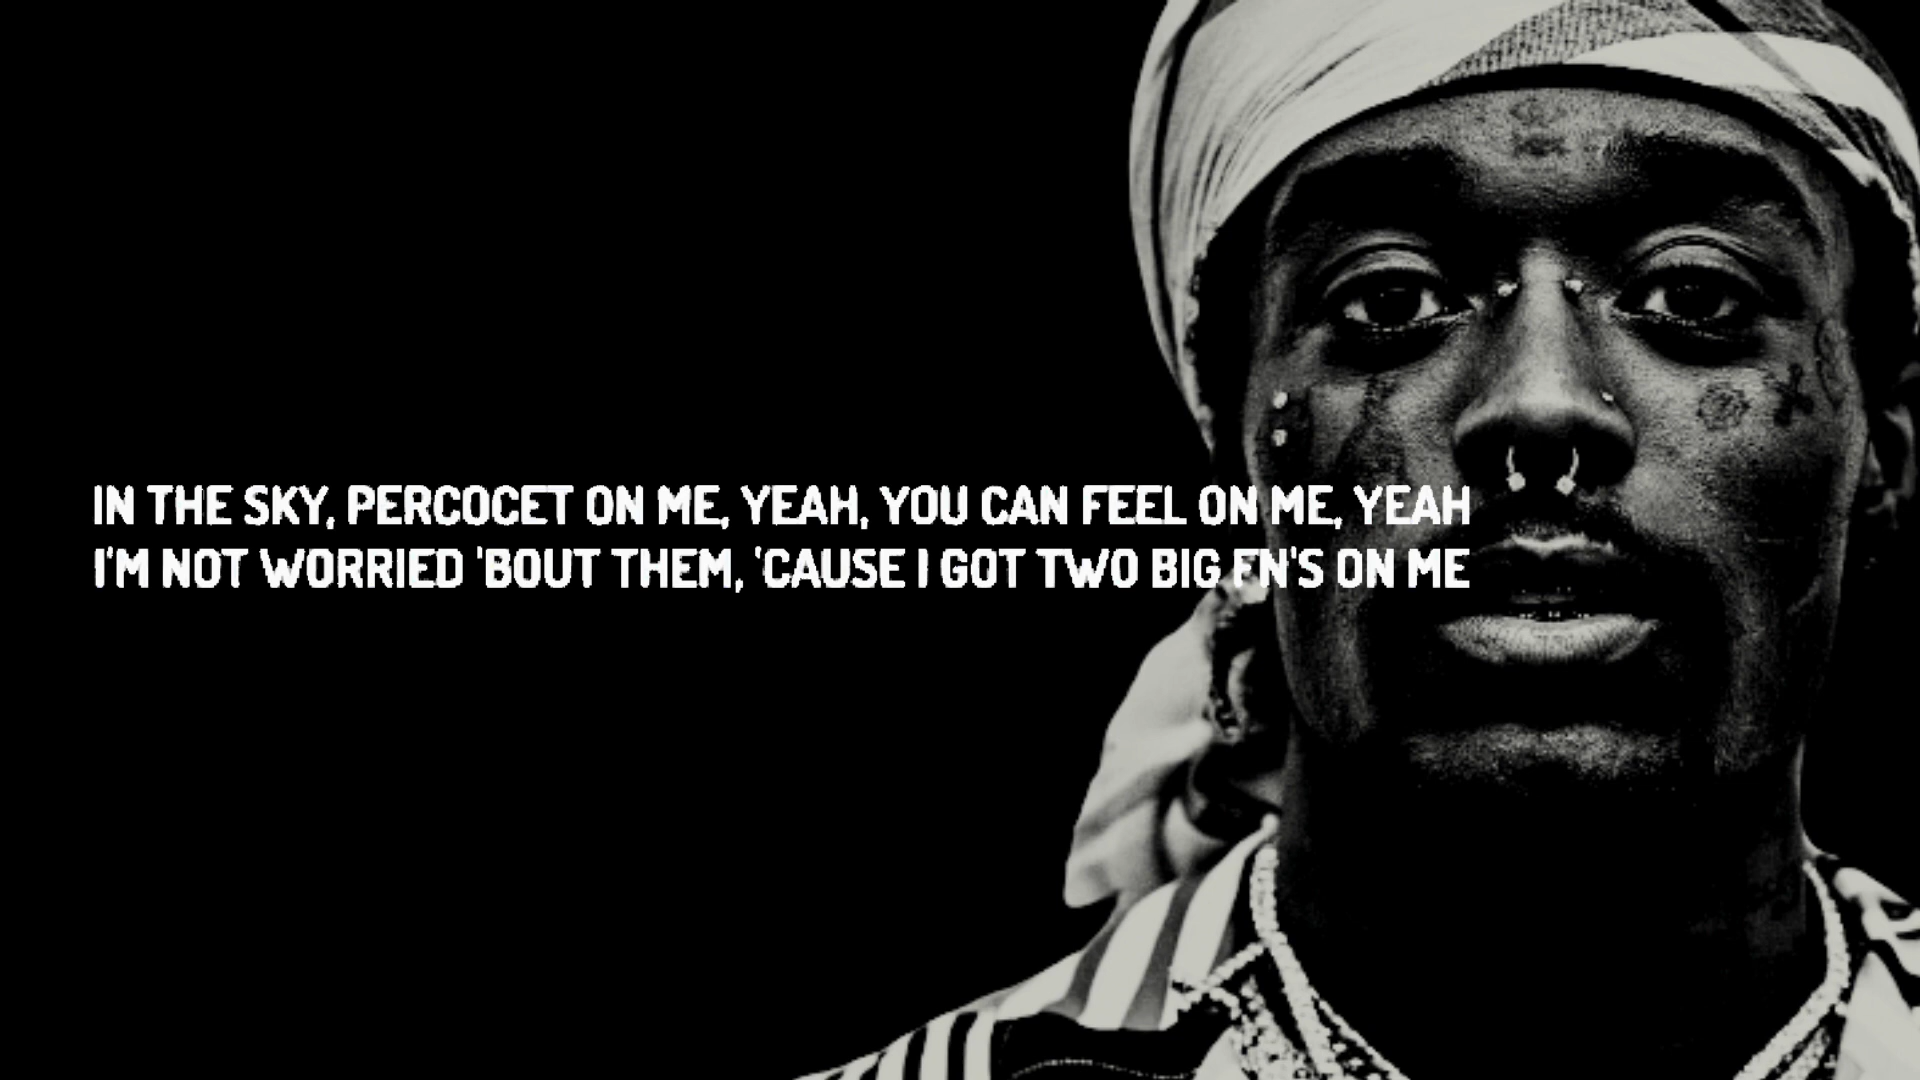 IN THE SKY, PERCOCET ON ME, YEAH, YOU CAN FEEL ON ME, YEAH
I'M NOT WORRIED 'BOUT THEM, 'CAUSE I GOT TWO BIG FN'S ON ME